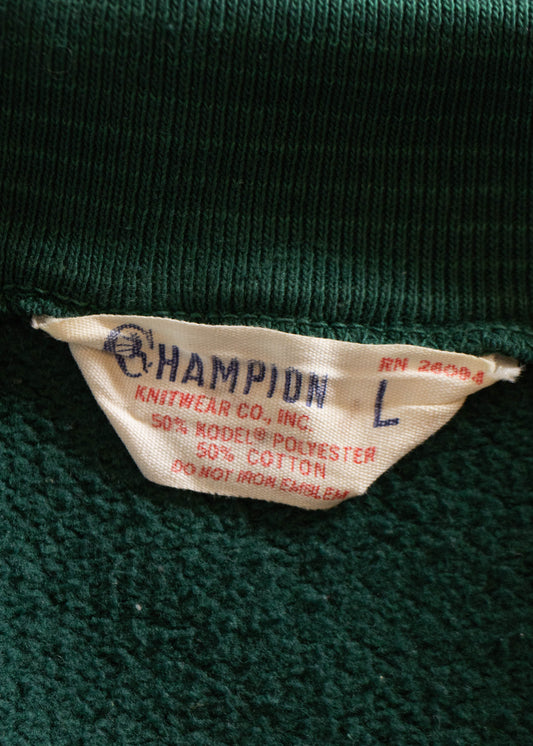 CHAMPION
RN 26094
KNITWEAR CO., INC.
L
50% KODEL® POLYESTER
50% COTTON
DO NOT IRON EMBLEM